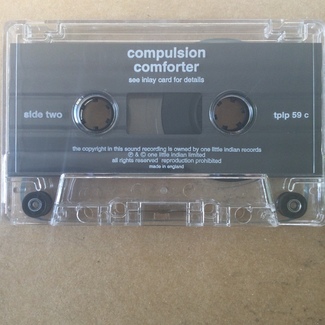 compulsion
comforter
see inlay card for details
side two
tplp 59 c
the copyright in this sound recording is owned by one little indian records
℗ & © one little indian limited
all rights reserved reproduction prohibited
made in england